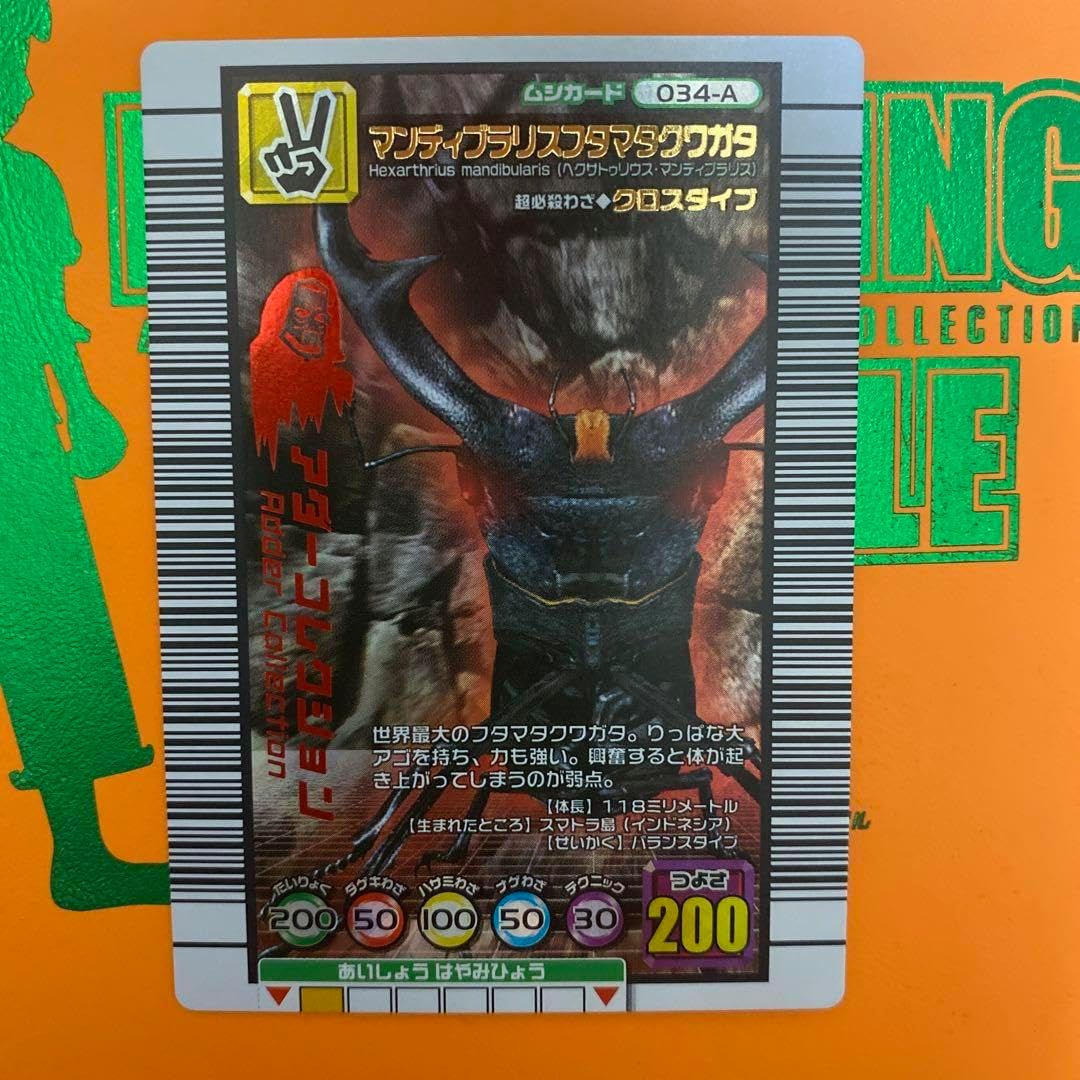 ムシカード 034-A
マンディブラリスフタマタクワガタ
Hexarthrius mandibularis (ヘクサトゥリウス・マンディブラリス)
超必殺わざ◆クロスダイブ
アダーコレクション
Adder Collection
世界最大のフタマタクワガタ。りっぱな大
アゴを持ち、力も強い。興奮すると体が起
き上がってしまうのが弱点。
【体長】118ミリメートル
【生まれたところ】スマトラ島(インドネシア)
【せいかく】バランスタイプ
たいりょく ダゲキわざ ハサミわざ ナゲわざ テクニック つよさ
200 50 100 50 30 200
あいしょう はやみひょう
ING
COLLECTION
LE
ル